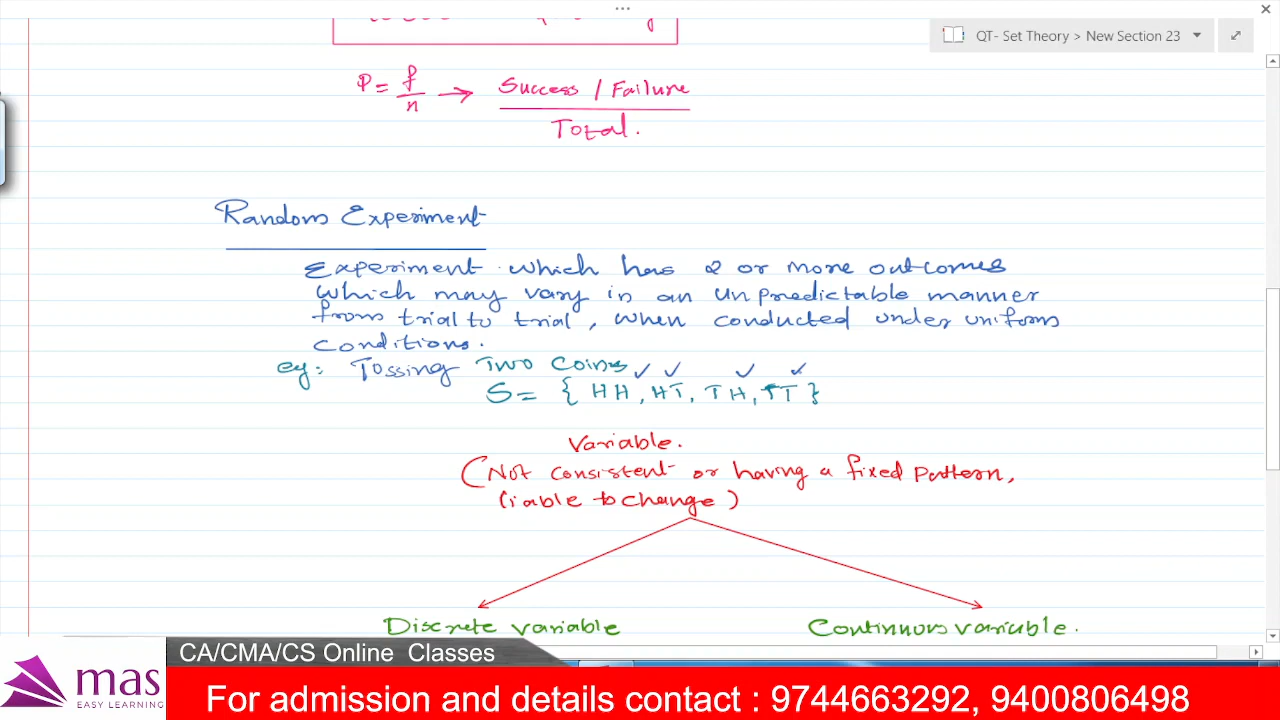 QT- Set Theory > New Section 23
P = f/n → Success / Failure
Total.
Random Experiment
Experiment which has 2 or more outcomes
which may vary in an unpredictable manner
from trial to trial, when conducted under uniform
conditions.
eg: Tossing Two Coins
S = { HH, HT, TH, TT }
Variable.
(Not consistent or having a fixed pattern,
liable to change)
Discrete variable
Continuous variable.
CA/CMA/CS Online Classes
mas
EASY LEARNING
For admission and details contact : 9744663292, 9400806498